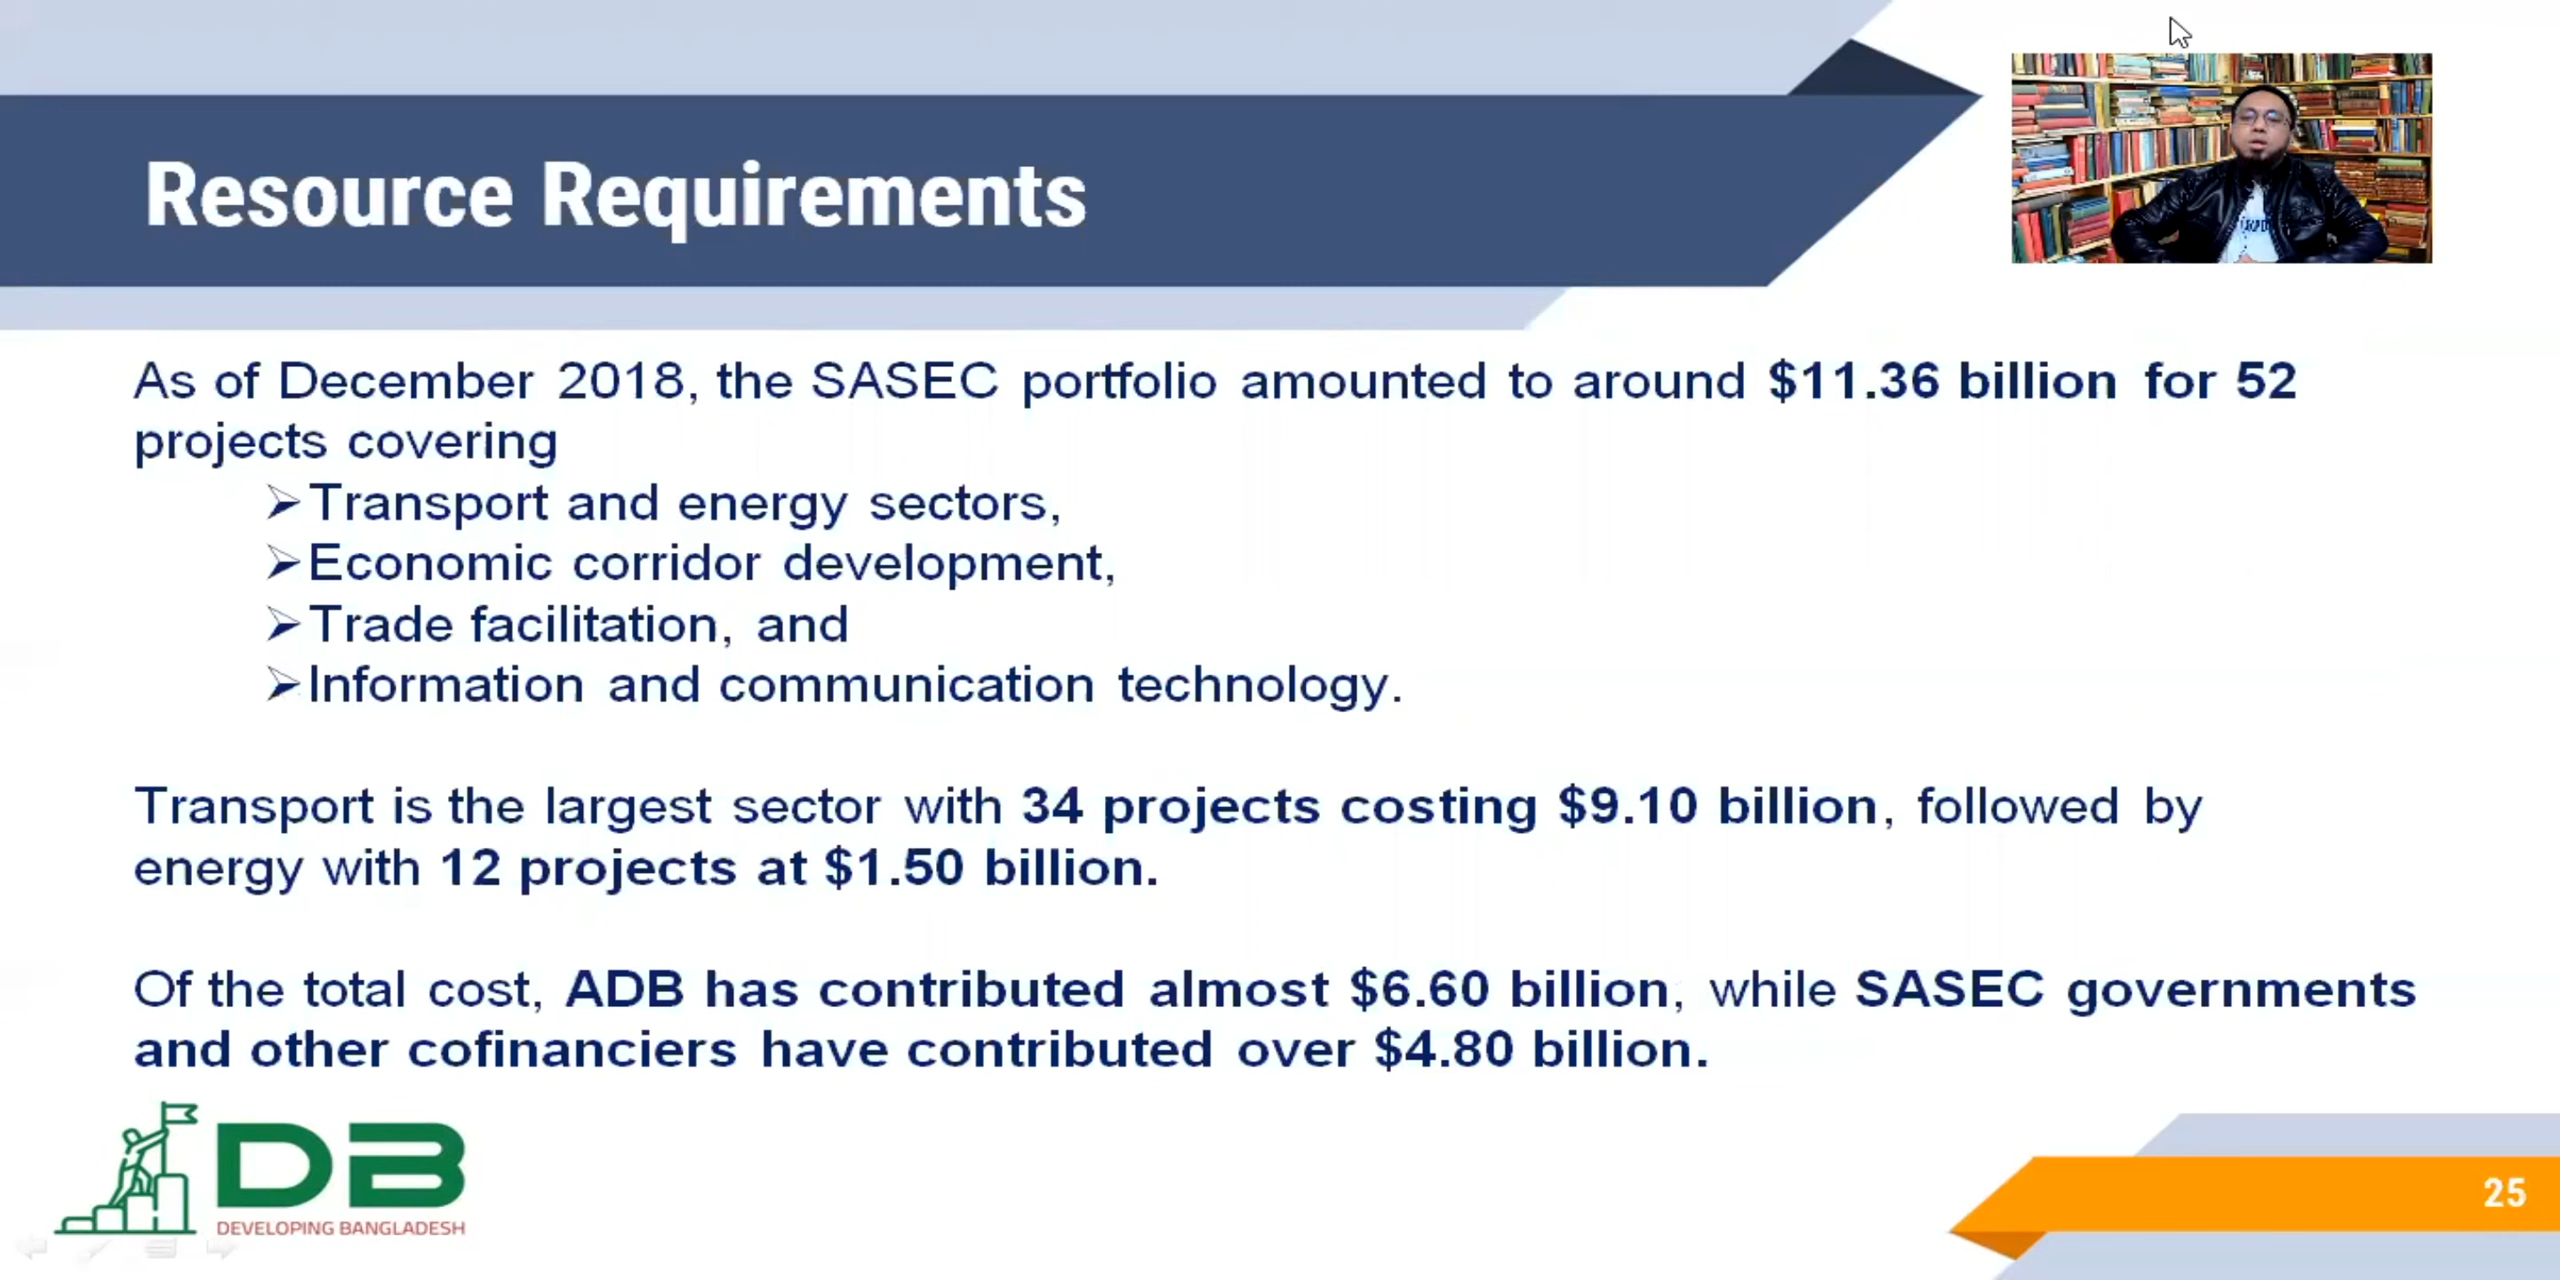 Resource Requirements
As of December 2018, the SASEC portfolio amounted to around $11.36 billion for 52
projects covering
➢Transport and energy sectors,
➢Economic corridor development,
➢Trade facilitation, and
➢Information and communication technology.
Transport is the largest sector with 34 projects costing $9.10 billion, followed by
energy with 12 projects at $1.50 billion.
Of the total cost, ADB has contributed almost $6.60 billion, while SASEC governments
and other cofinanciers have contributed over $4.80 billion.
DB
DEVELOPING BANGLADESH
25